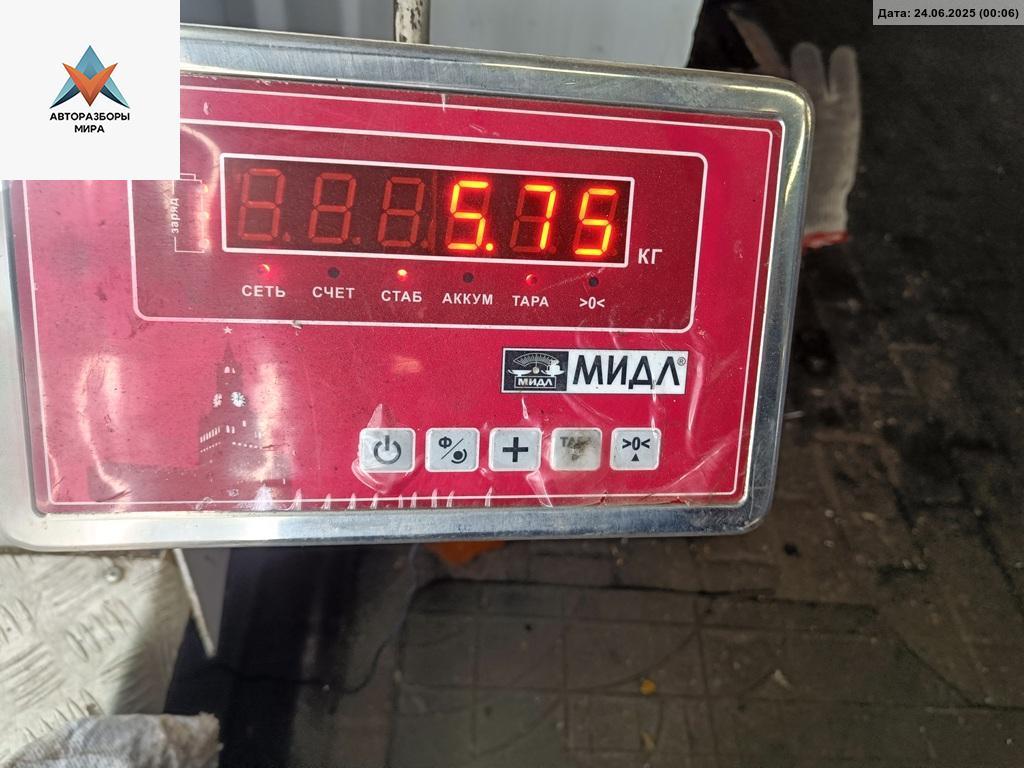 Дата: 24.06.2025 (00:06)
АВТОРАЗБОРЫ
МИРА
заряд
5.75
КГ
СЕТЬ СЧЕТ СТАБ АККУМ ТАРА >0<
МИДЛ МИДЛ®
Ф + >0<